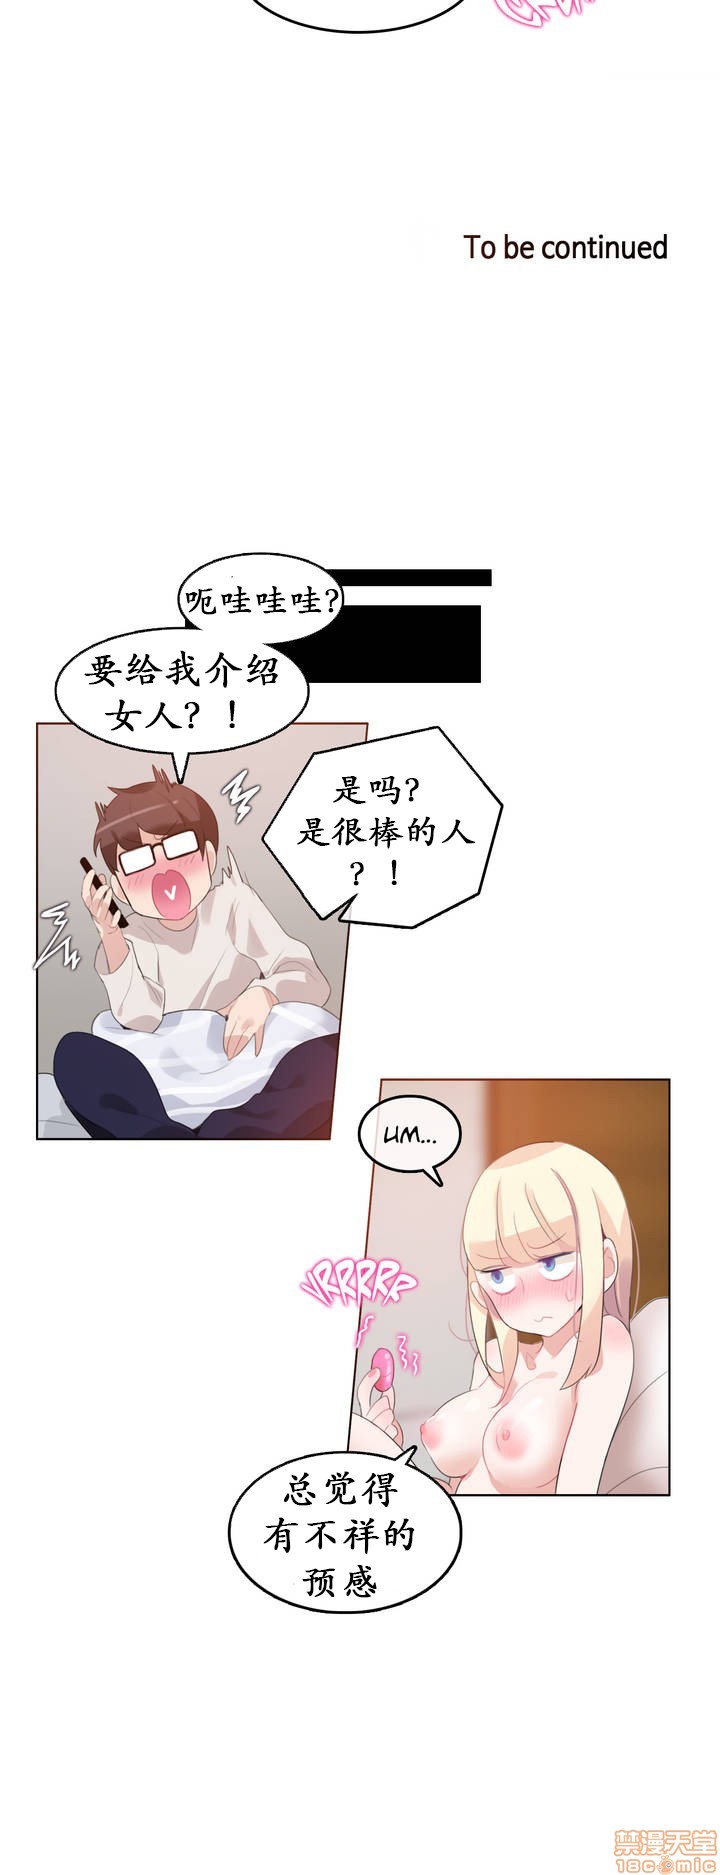 To be continued
呃哇哇哇?
要给我介绍
女人?!
是吗?
是很棒的人
?!
UM...
VRRRRR
总觉得
有不祥的
预感
禁漫天堂
18comic